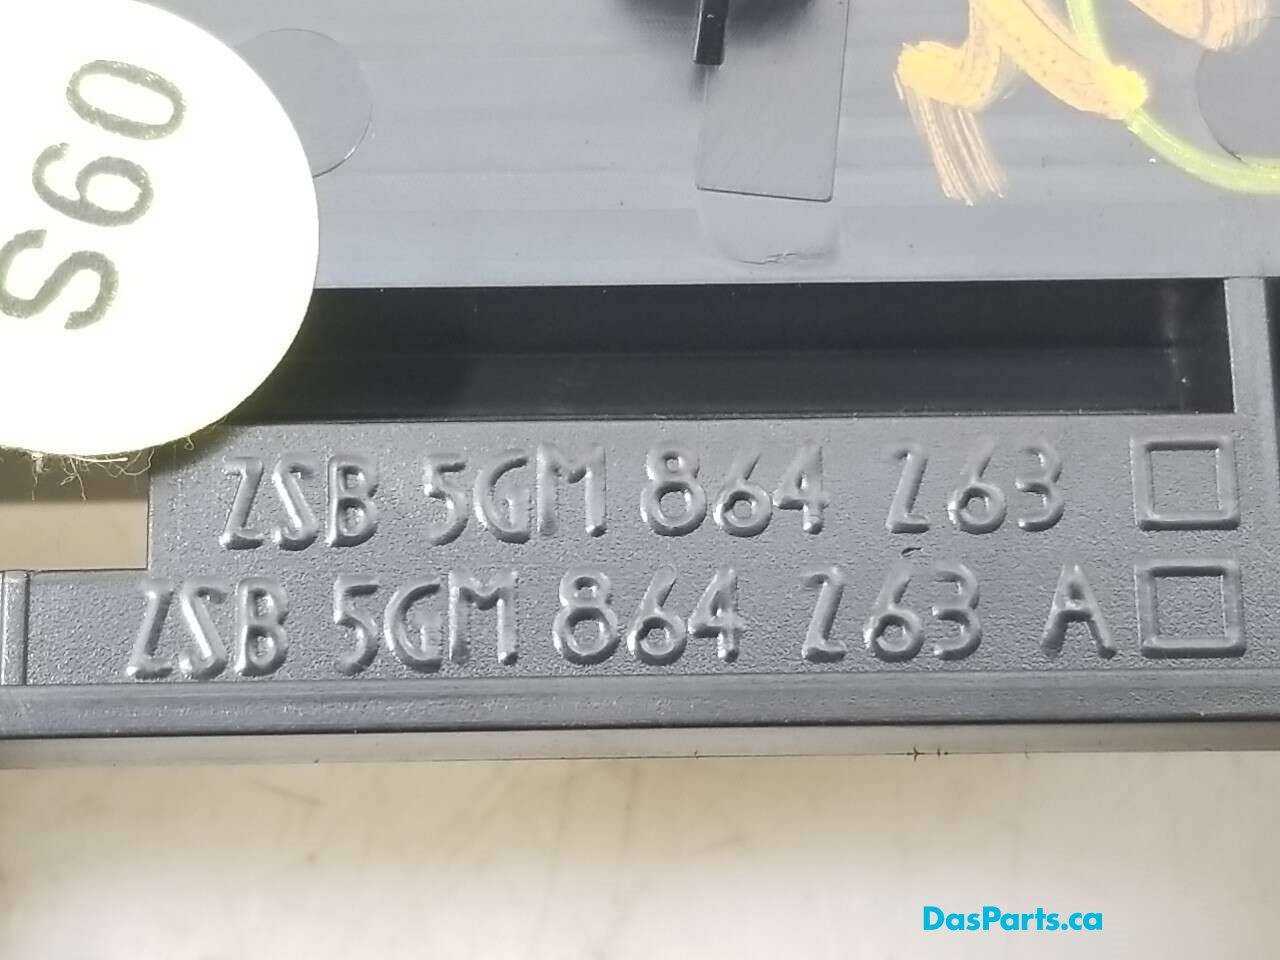 S60
ZSB 5GM 864 263
ZSB 5GM 864 263 A
DasParts.ca